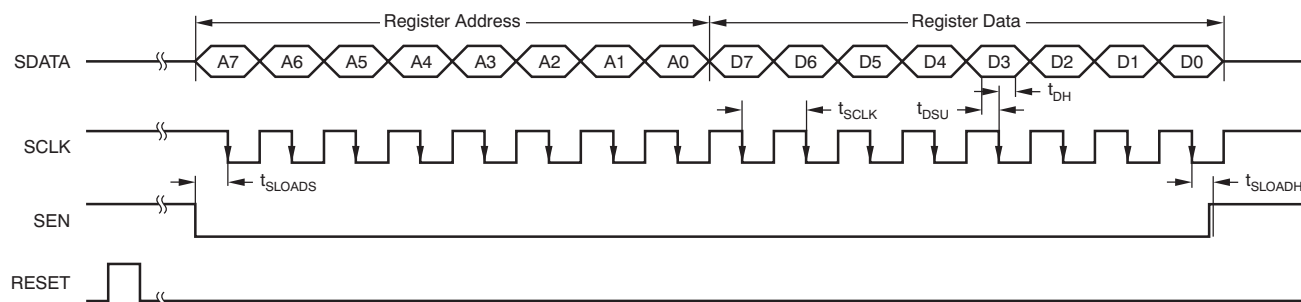 Register Address Register Data
SDATA A7 A6 A5 A4 A3 A2 A1 A0 D7 D6 D5 D4 D3 D2 D1 D0
tSCLK tDSU tDH
SCLK
tSLOADS tSLOADH
SEN
RESET